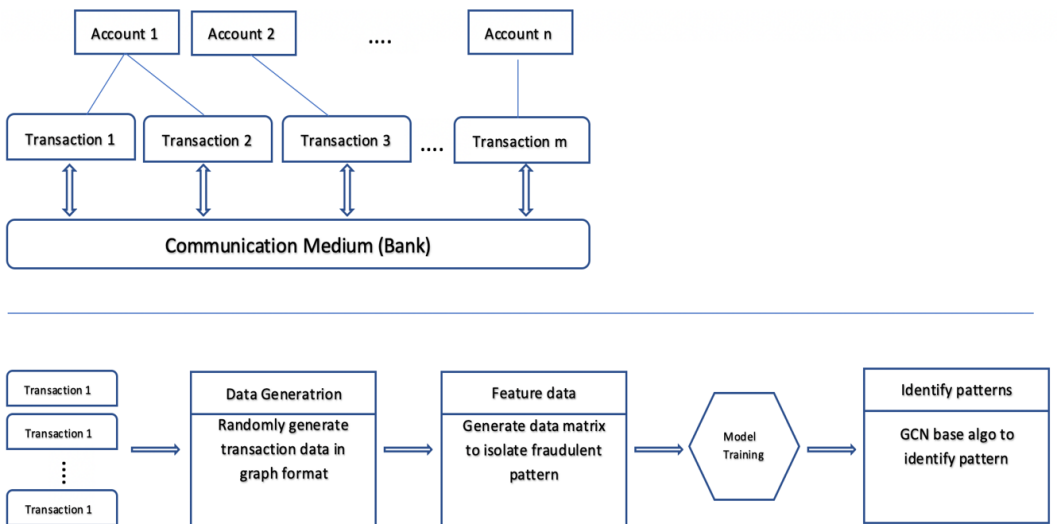 Account 1
Account 2
....
Account n
Transaction 1
Transaction 2
Transaction 3
....
Transaction m
Communication Medium (Bank)
Transaction 1
Transaction 1
Transaction 1
Data Generatrion
Randomly generate
transaction data in
graph format
Feature data
Generate data matrix
to isolate fraudulent
pattern
Model
Training
Identify patterns
GCN base algo to
identify pattern